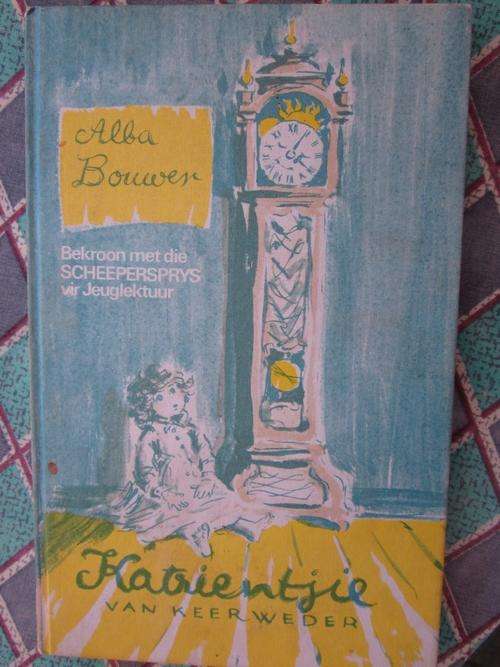 Alba
Bouwer
Bekroon met die
SCHEEPERSPRYS
vir Jeuglektuur
Katrientjie
VAN KEERWEDER